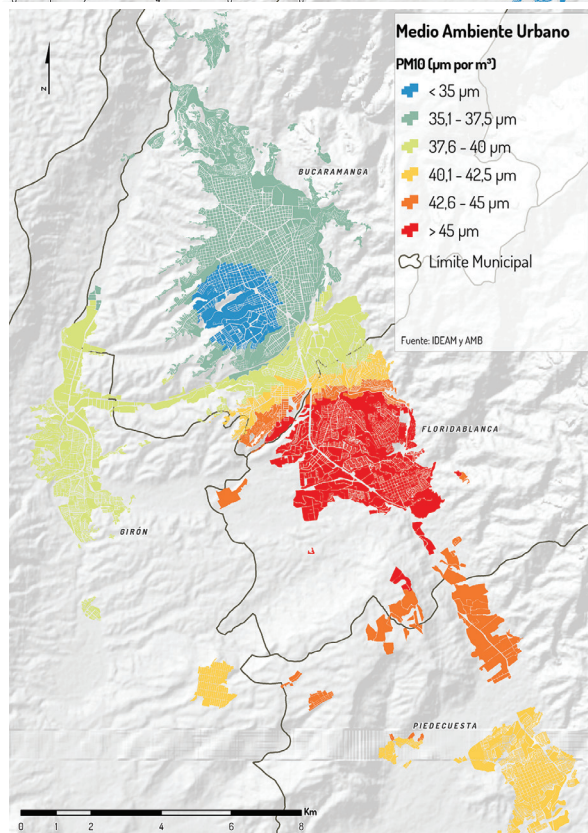 Medio Ambiente Urbano
PM10 (µm por m³)
< 35 µm
35,1 - 37,5 µm
37,6 - 40 µm
40,1 - 42,5 µm
42,6 - 45 µm
> 45 µm
Límite Municipal
Fuente: IDEAM y AMB
N
BUCARAMANGA
FLORIDABLANCA
GIRÓN
PIEDECUESTA
Km
0 1 2 4 6 8